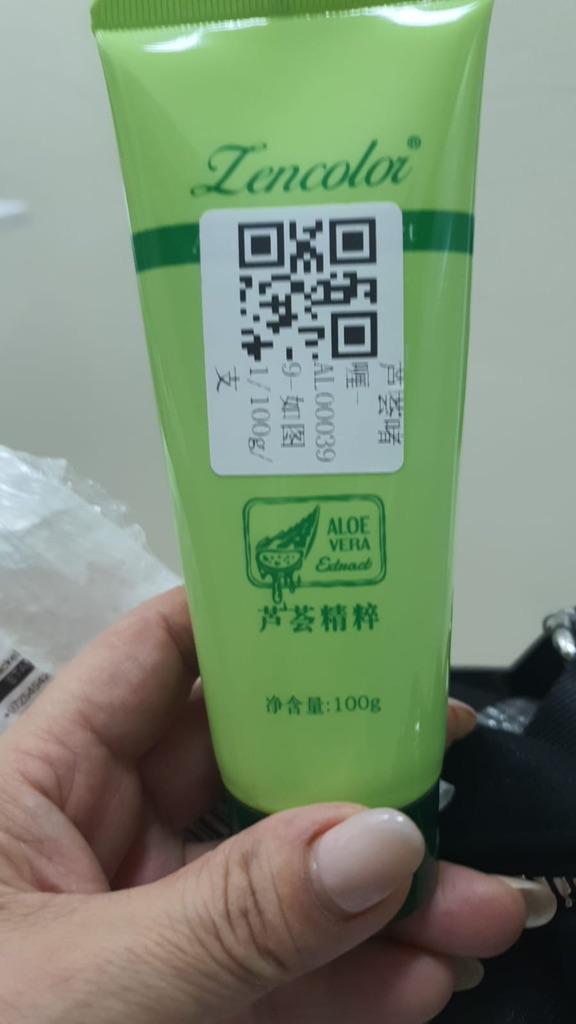 Zencolor®
芦荟啫
喱-
AL000039
9-如图
1/100g/
支
ALOE
VERA
Extract
芦荟精粹
净含量:100g